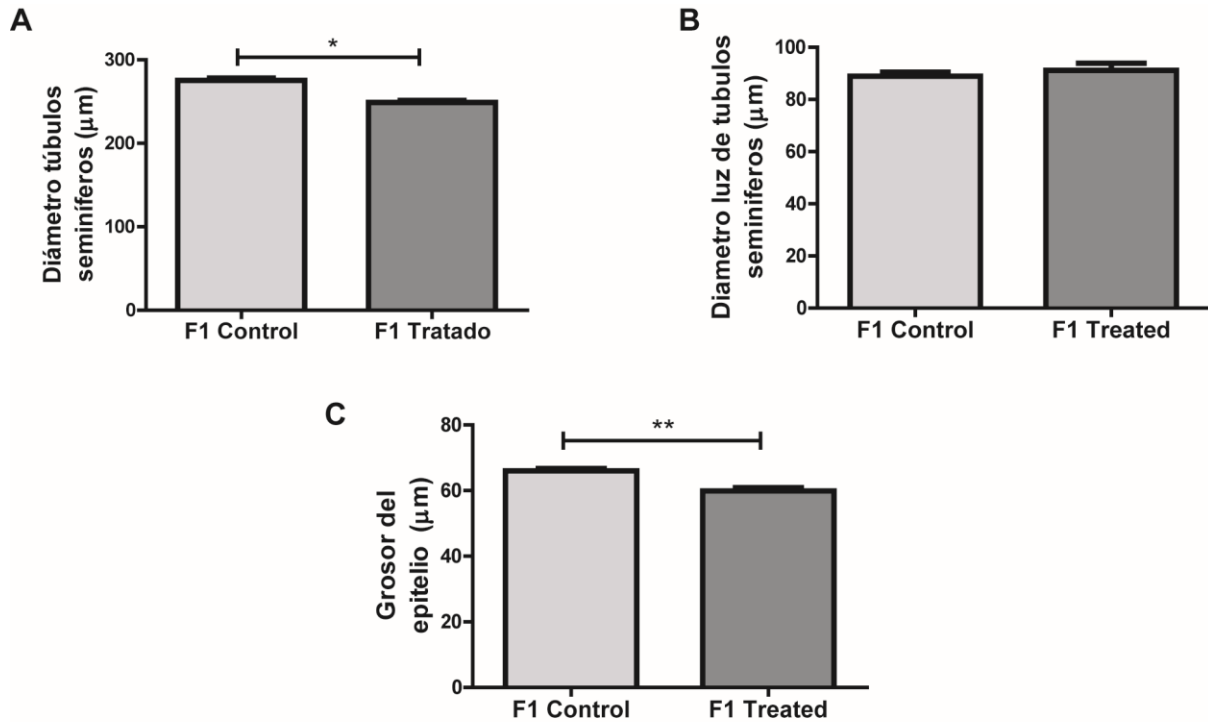 A
Diámetro túbulos
seminíferos (μm)
300
200
100
0
*
F1 Control
F1 Tratado
B
Diametro luz de tubulos
seminiferos (μm)
100
80
60
40
20
0
F1 Control
F1 Treated
C
Grosor del
epitelio (μm)
80
60
40
20
0
**
F1 Control
F1 Treated